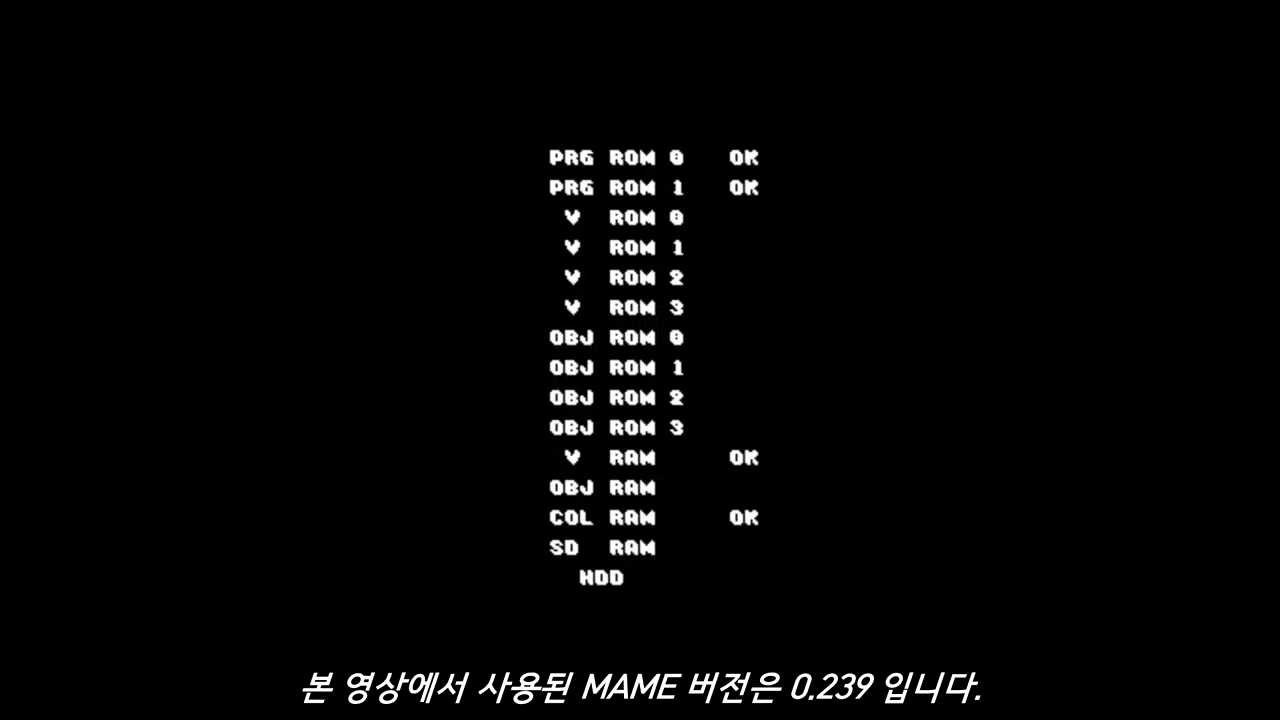 PRG ROM 0 OK
PRG ROM 1 OK
V ROM 0
V ROM 1
V ROM 2
V ROM 3
OBJ ROM 0
OBJ ROM 1
OBJ ROM 2
OBJ ROM 3
V RAM OK
OBJ RAM
COL RAM OK
SD RAM
HDD
본 영상에서 사용된 MAME 버전은 0.239 입니다.